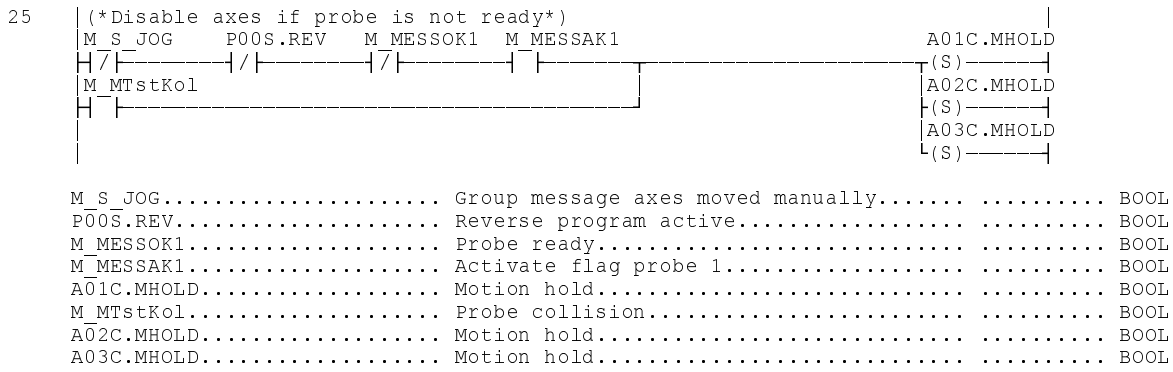 25 (*Disable axes if probe is not ready*)
M_S_JOG P00S.REV M_MESSOK1 M_MESSAK1 A01C.MHOLD
/ / / (S)
M_MTstKol A02C.MHOLD
(S)
A03C.MHOLD
(S)
M_S_JOG...................... Group message axes moved manually....... .......... BOOL
P00S.REV..................... Reverse program active.................. .......... BOOL
M_MESSOK1.................... Probe ready............................. .......... BOOL
M_MESSAK1.................... Activate flag probe 1................... .......... BOOL
A01C.MHOLD................... Motion hold............................. .......... BOOL
M_MTstKol.................... Probe collision......................... .......... BOOL
A02C.MHOLD................... Motion hold............................. .......... BOOL
A03C.MHOLD................... Motion hold............................. .......... BOOL